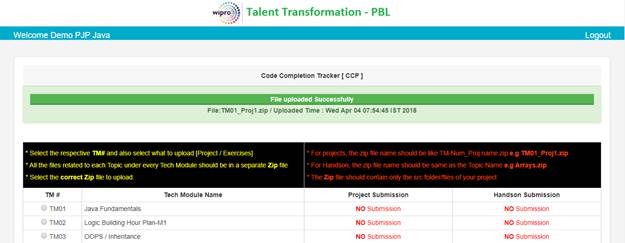 wipro Talent Transformation - PBL
Welcome Demo PJP Java Logout
Code Completion Tracker [ CCP ]
File uploaded Successfully
File:TM01_Proj1.zip / Uploaded Time : Wed Apr 04 07:54:45 IST 2018
* Select the respective TM# and also select what to upload [Project / Exercises]
* All the files related to each Topic under every Tech Module should be in a separate Zip file
* Select the correct Zip file to upload.
* For projects, the zip file name should be like TM-Num_Proj name.zip e.g TM01_Proj1.zip
* For Handson, the zip file name should be same as the Topic Name e.g Arrays.zip
* The Zip file should contain only the src folder/files of your project
TM # Tech Module Name Project Submission Handson Submission
TM01 Java Fundamentals NO Submission NO Submission
TM02 Logic Building Hour Plan-M1 NO Submission NO Submission
TM03 OOPS / Inheritance NO Submission NO Submission